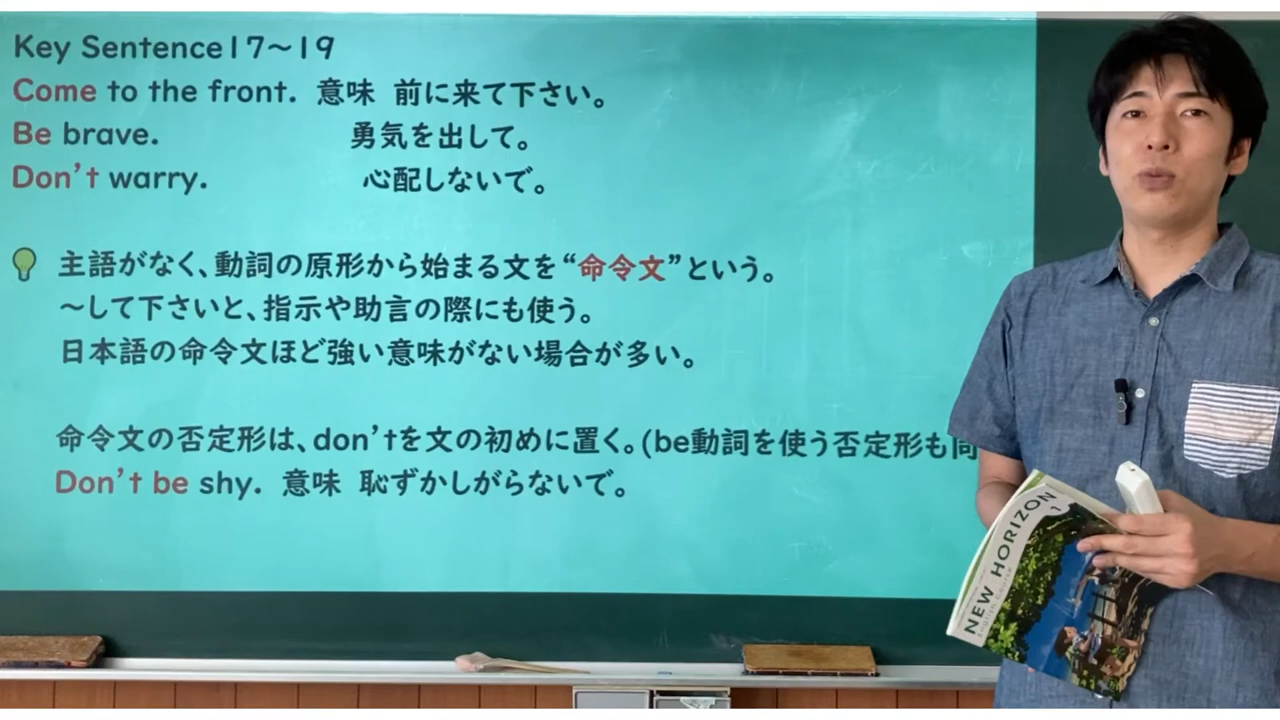 Key Sentence17～19
Come to the front. 意味 前に来て下さい。
Be brave. 勇気を出して。
Don't warry. 心配しないで。
主語がなく、動詞の原形から始まる文を“命令文”という。
～して下さいと、指示や助言の際にも使う。
日本語の命令文ほど強い意味がない場合が多い。
命令文の否定形は、don'tを文の初めに置く。(be動詞を使う否定形も同
Don't be shy. 意味 恥ずかしがらないで。
NEW HORIZON 1